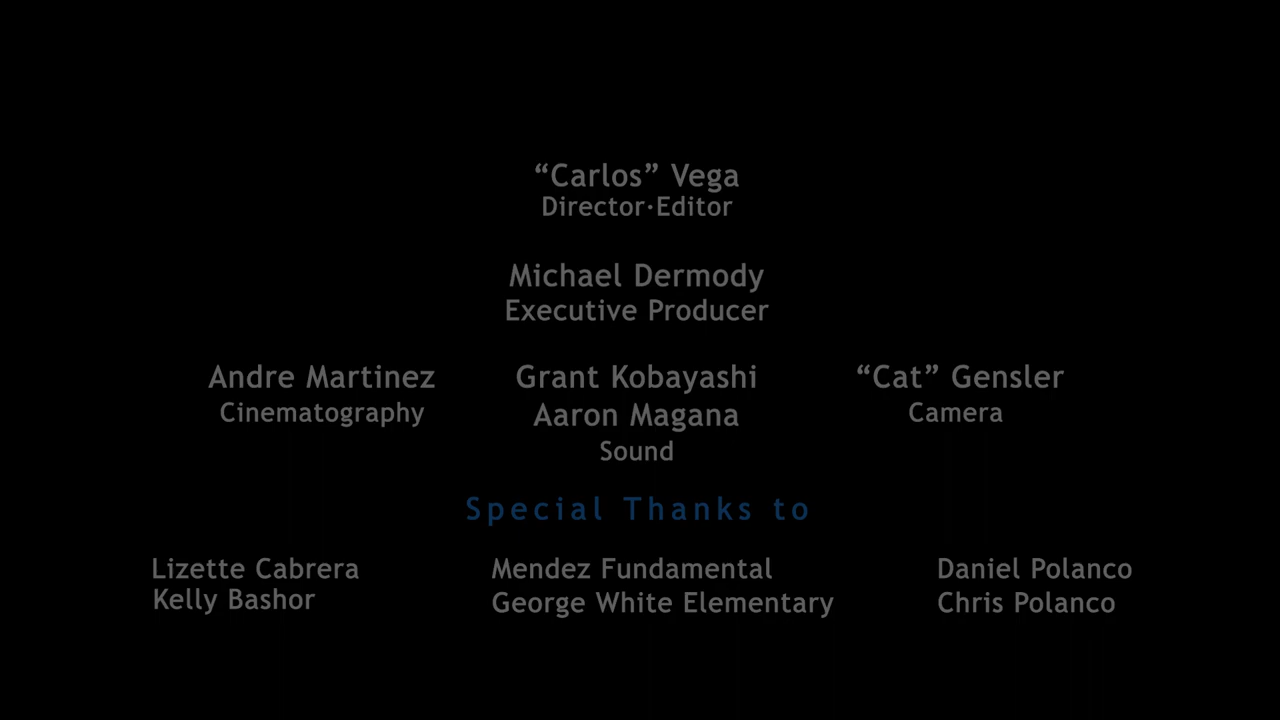 “Carlos” Vega
Director·Editor
Michael Dermody
Executive Producer
Andre Martinez
Cinematography
Grant Kobayashi
Aaron Magana
Sound
“Cat” Gensler
Camera
Special Thanks to
Lizette Cabrera
Kelly Bashor
Mendez Fundamental
George White Elementary
Daniel Polanco
Chris Polanco